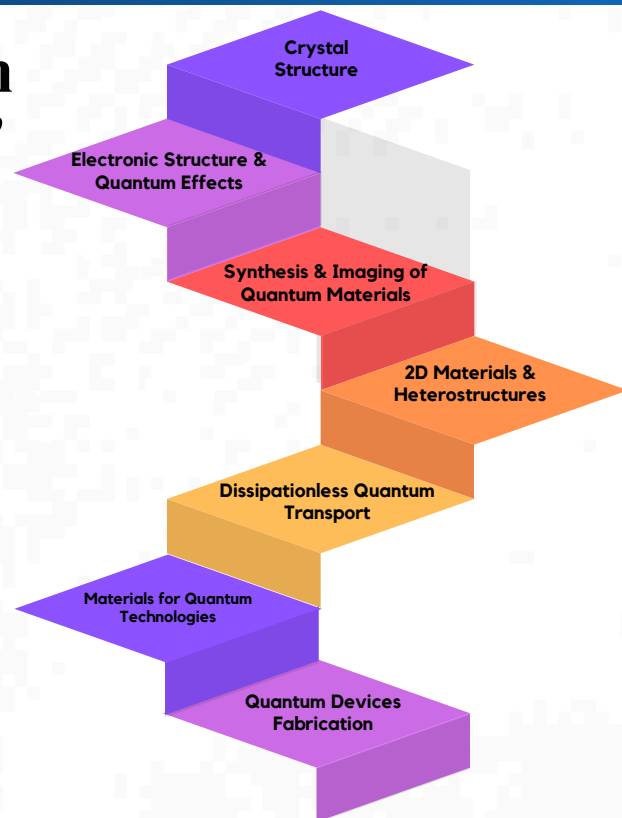 Crystal
Structure
Electronic Structure &
Quantum Effects
Synthesis & Imaging of
Quantum Materials
2D Materials &
Heterostructures
Dissipationless Quantum
Transport
Materials for Quantum
Technologies
Quantum Devices
Fabrication